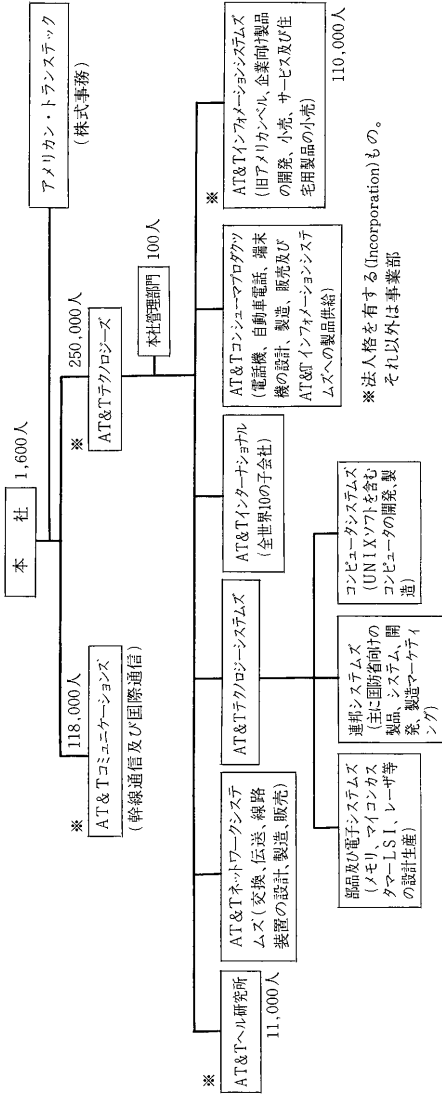 本　社
1,600人
アメリカン・トランステック
(株式事務)
※
118,000人
AT&Tコミュニケーションズ
(幹線通信及び国際通信)
※
250,000人
AT&Tテクノロジーズ
本社管理部門
100人
※
AT&Tベル研究所
11,000人
AT&Tネットワークシステ
ムズ(交換、伝送、線路
装置の設計、製造、販売)
AT&Tテクノロジーシステムズ
AT&Tインターナショナル
(全世界10の子会社)
AT&Tコンシューマプロダクツ
(電話機、自動車電話、端末
機の設計、製造、販売及び
AT&Tインフォメーションシステ
ムズへの製品供給)
※
AT&Tインフォメーションシステムズ
(旧アメリカンベル、企業向け製品
の開発、小売、サービス及び住
宅用製品の小売)
110,000人
部品及び電子システムズ
(メモリ、マイコンカス
タマーLSI、レーザ等
の設計生産)
連邦システムズ
(主に国防省向けの
製品、システム、開
発、製造マーケティ
ング)
コンピュータシステムズ
(UNIXソフトを含む
コンピュータの開発、製
造)
※法人格を有する(Incorporation)もの。
それ以外は事業部